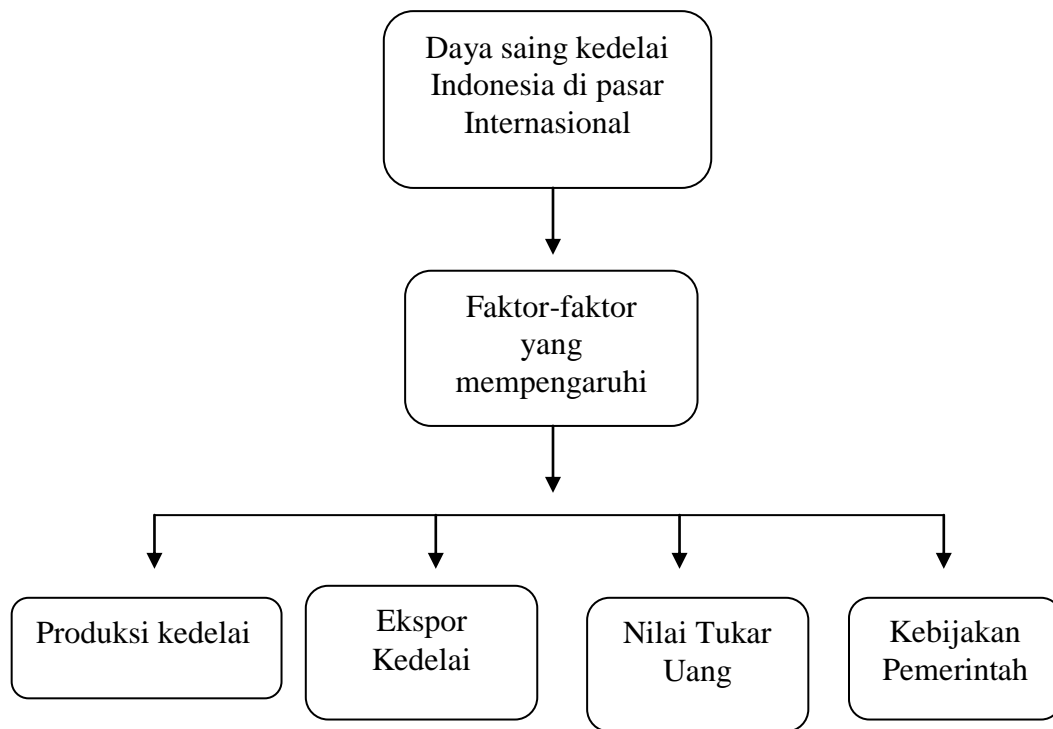 Daya saing kedelai
Indonesia di pasar
Internasional
Faktor-faktor
yang
mempengaruhi
Produksi kedelai
Ekspor
Kedelai
Nilai Tukar
Uang
Kebijakan
Pemerintah